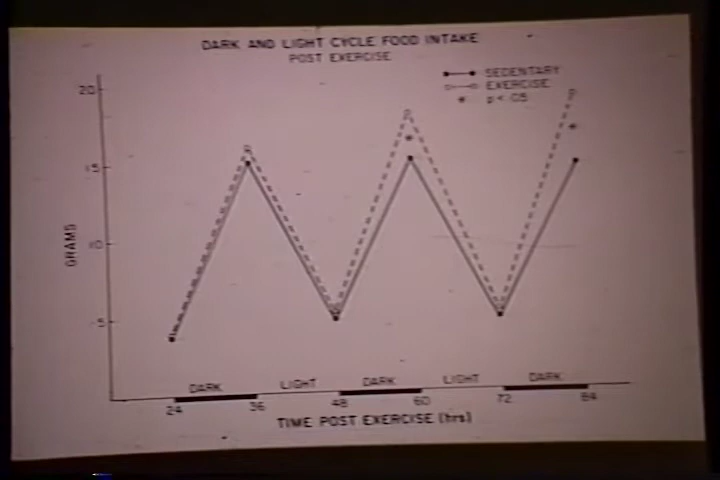 DARK AND LIGHT CYCLE FOOD INTAKE
POST EXERCISE
SEDENTARY
EXERCISE
* p < .05
20
15
10
5
GRAMS
DARK LIGHT DARK LIGHT DARK
24 36 48 60 72 84
TIME POST EXERCISE (hrs)